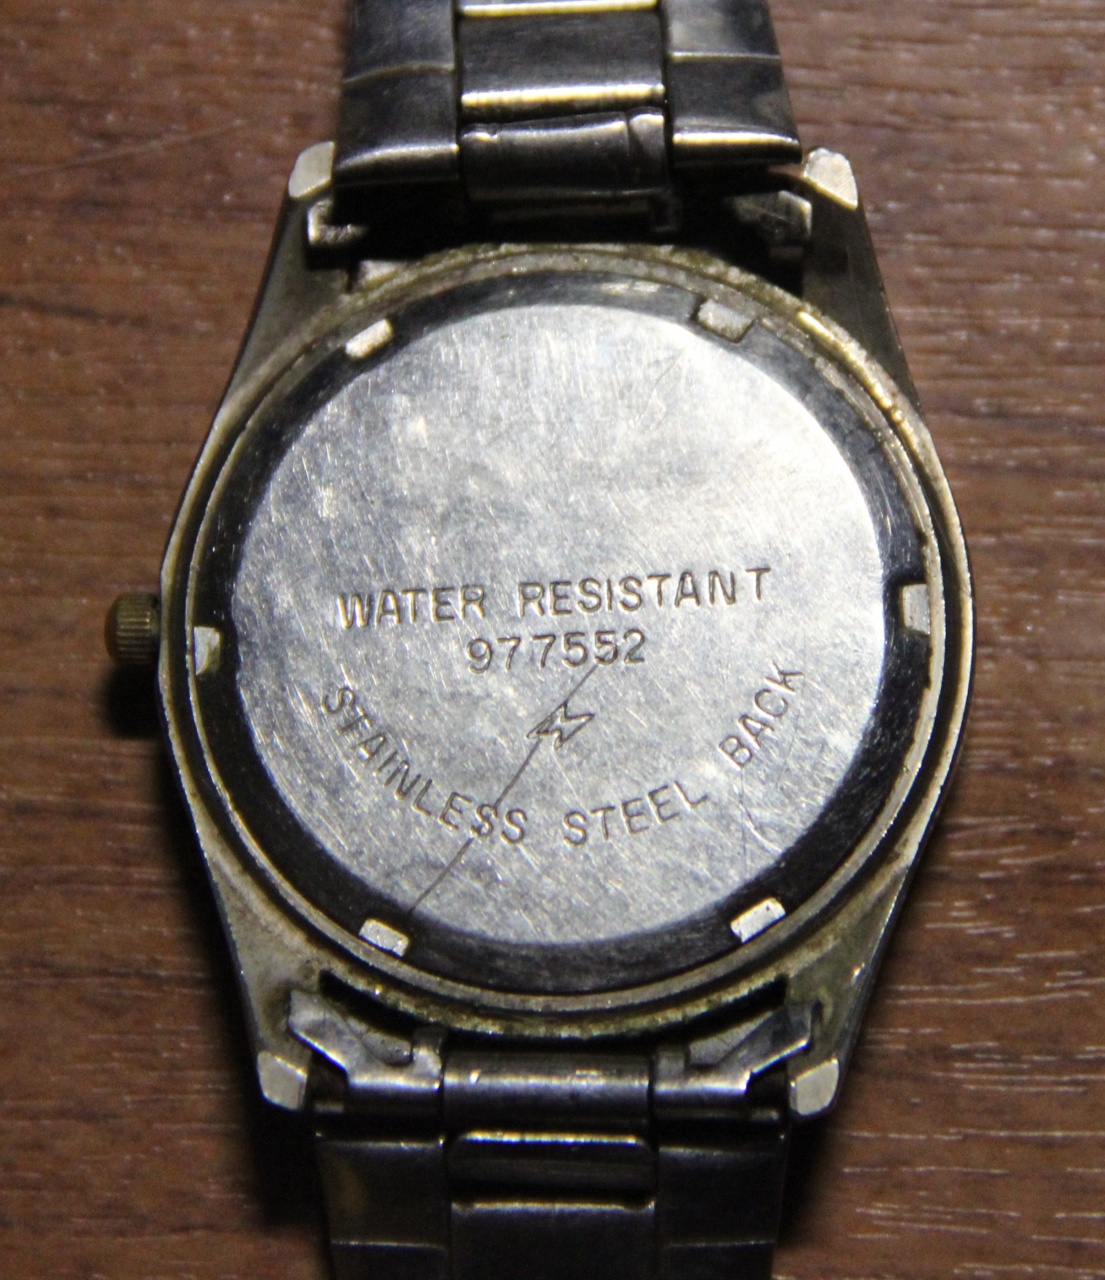 WATER RESISTANT
977552
STAINLESS STEEL BACK